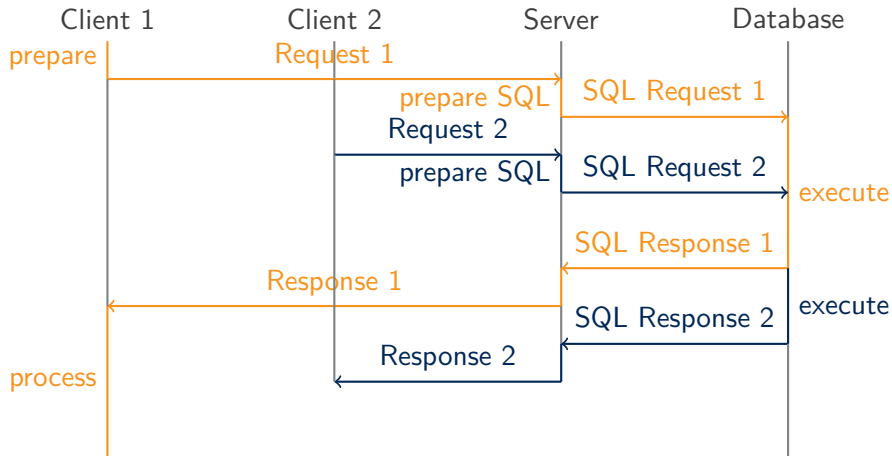 Client 1
Client 2
Server
Database
prepare
Request 1
prepare SQL
SQL Request 1
Request 2
prepare SQL
SQL Request 2
execute
SQL Response 1
Response 1
execute
SQL Response 2
Response 2
process